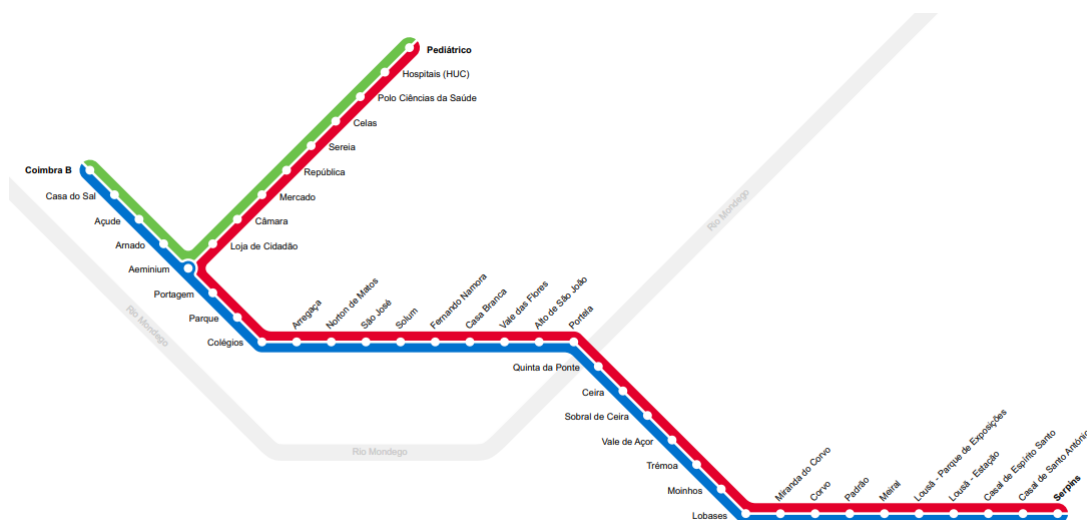 Pediátrico
Hospitais (HUC)
Polo Ciências da Saúde
Celas
Sereia
República
Mercado
Câmara
Loja de Cidadão
Coimbra B
Casa do Sal
Açude
Arnado
Aeminium
Portagem
Parque
Colégios
Arregaça
Norton de Matos
São José
Solum
Fernando Namora
Casa Branca
Vale das Flores
Alto de São João
Portela
Quinta da Ponte
Ceira
Sobral de Ceira
Vale de Açor
Trémoa
Moinhos
Lobases
Miranda do Corvo
Corvo
Padrão
Meiral
Lousã - Parque de Exposições
Lousã - Estação
Casal de Espírito Santo
Casal de Santo António
Serpins
Rio Mondego
Rio Mondego
Rio Mondego